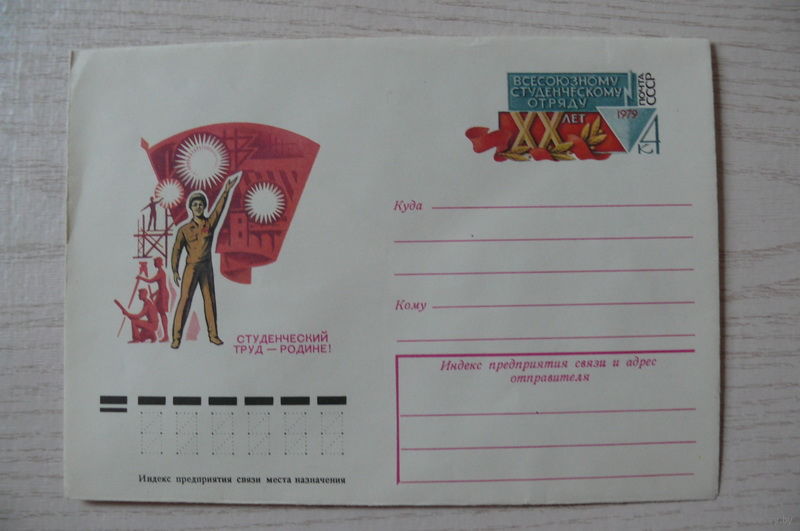 ВСЕСОЮЗНОМУ
СТУДЕНЧЕСКОМУ
ОТРЯДУ
XX ЛЕТ
1979
ПОЧТА
СССР
4
К
Куда
Кому
СТУДЕНЧЕСКИЙ
ТРУД — РОДИНЕ!
Индекс предприятия связи и адрес
отправителя
Индекс предприятия связи места назначения